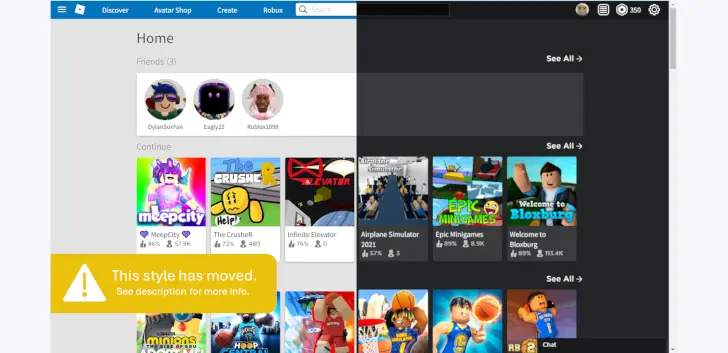 Discover Avatar Shop Create Robux Search 350
Home
Friends (3)
See All →
DylanSoxFan Eagly23 Roblox1098
Continue
See All →
meepcity
The CRUSHER
Help!
ELEVATOR
Airplane Simulator
EPIC MINIGAMES
Welcome to Bloxburg
💜 MeepCity 💜
86% 57.9K
The CrusheR
72% 480
Infinite Elevator
76% 0
Airplane Simulator 2021
57% 3
Epic Minigames
89% 8.9K
Welcome to Bloxburg
89% 113.4K
This style has moved.
See description for more info.
See All →
MINIONS
HOOP CENTRAL
RB 2
Chat